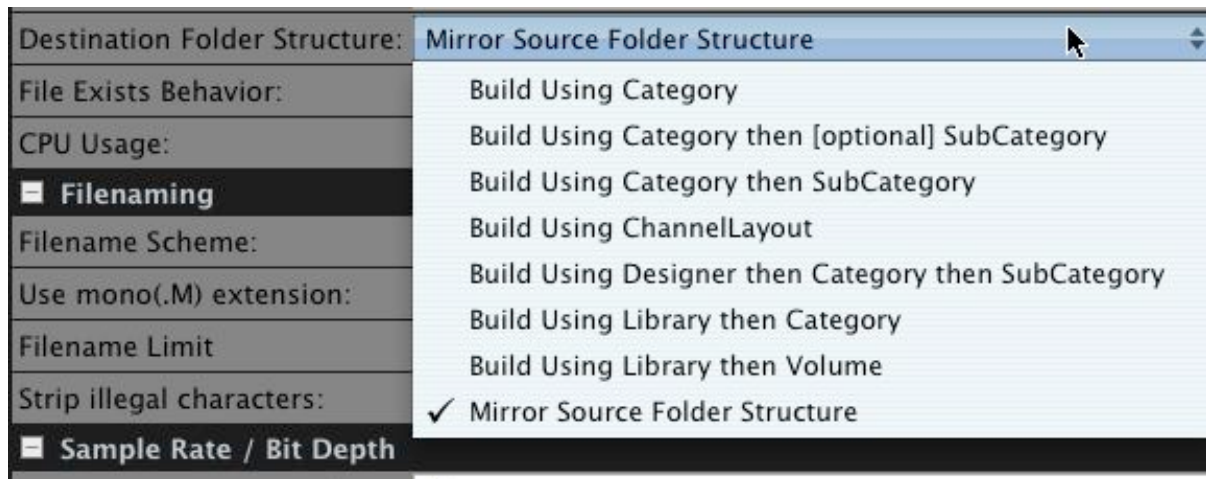 Destination Folder Structure: Mirror Source Folder Structure
File Exists Behavior:
CPU Usage:
Filenaming
Filename Scheme:
Use mono(.M) extension:
Filename Limit
Strip illegal characters:
Sample Rate / Bit Depth
Build Using Category
Build Using Category then [optional] SubCategory
Build Using Category then SubCategory
Build Using ChannelLayout
Build Using Designer then Category then SubCategory
Build Using Library then Category
Build Using Library then Volume
✓ Mirror Source Folder Structure